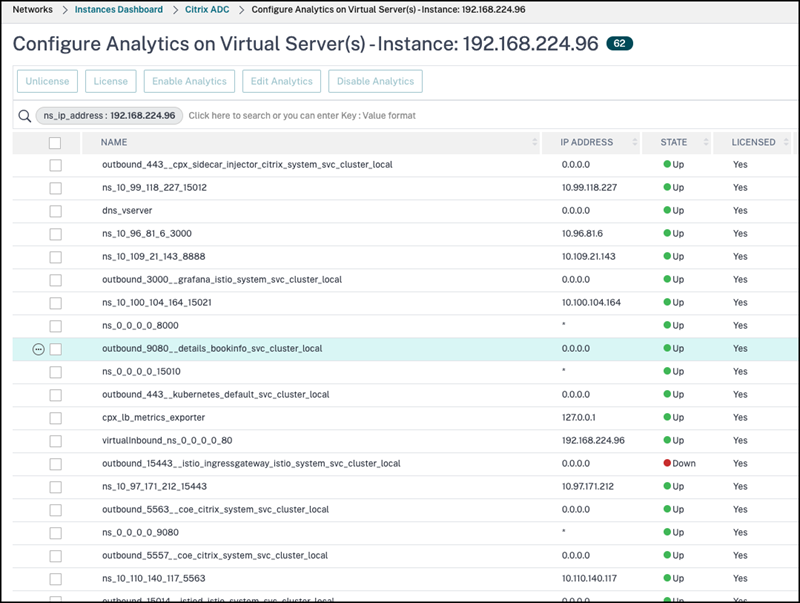 Networks > Instances Dashboard > Citrix ADC > Configure Analytics on Virtual Server(s) - Instance: 192.168.224.96
Configure Analytics on Virtual Server(s) - Instance: 192.168.224.96 62
Unlicense License Enable Analytics Edit Analytics Disable Analytics
ns_ip_address : 192.168.224.96 Click here to search or you can enter Key : Value format
NAME IP ADDRESS STATE LICENSED
outbound_443__cpx_sidecar_injector_citrix_system_svc_cluster_local 0.0.0.0 Up Yes
ns_10_99_118_227_15012 10.99.118.227 Up Yes
dns_vserver 0.0.0.0 Up Yes
ns_10_96_81_6_3000 10.96.81.6 Up Yes
ns_10_109_21_143_8888 10.109.21.143 Up Yes
outbound_3000__grafana_istio_system_svc_cluster_local 0.0.0.0 Up Yes
ns_10_100_104_164_15021 10.100.104.164 Up Yes
ns_0_0_0_0_8000 * Up Yes
outbound_9080__details_bookinfo_svc_cluster_local 0.0.0.0 Up Yes
ns_0_0_0_0_15010 * Up Yes
outbound_443__kubernetes_default_svc_cluster_local 0.0.0.0 Up Yes
cpx_lb_metrics_exporter 127.0.0.1 Up Yes
virtualInbound_ns_0_0_0_0_80 192.168.224.96 Up Yes
outbound_15443__istio_ingressgateway_istio_system_svc_cluster_local 0.0.0.0 Down Yes
ns_10_97_171_212_15443 10.97.171.212 Up Yes
outbound_5563__coe_citrix_system_svc_cluster_local 0.0.0.0 Up Yes
ns_0_0_0_0_9080 * Up Yes
outbound_5557__coe_citrix_system_svc_cluster_local 0.0.0.0 Up Yes
ns_10_110_140_117_5563 10.110.140.117 Up Yes
outbound_15014__istiod_istio_system_svc_cluster_local 0.0.0.0 Up Yes